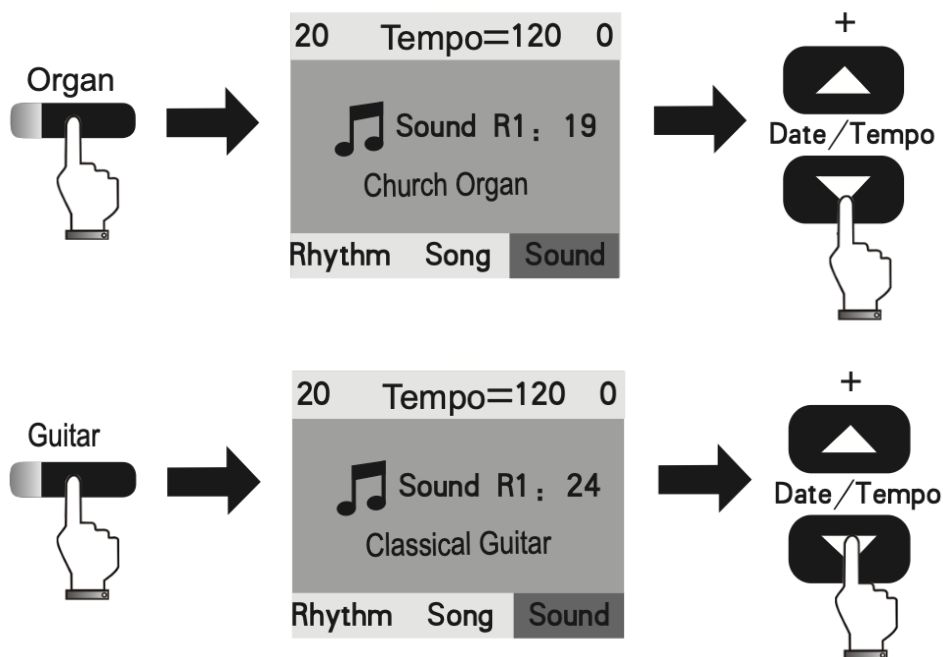 Organ
20 Tempo=120 0
Sound R1: 19
Church Organ
Rhythm Song Sound
+
Date/Tempo
Guitar
20 Tempo=120 0
Sound R1: 24
Classical Guitar
Rhythm Song Sound
+
Date/Tempo